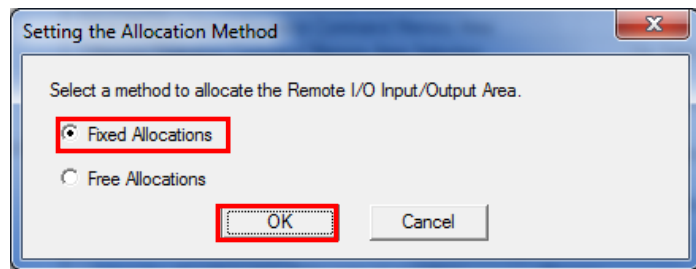 Setting the Allocation Method
Select a method to allocate the Remote I/O Input/Output Area.
Fixed Allocations
Free Allocations
OK Cancel